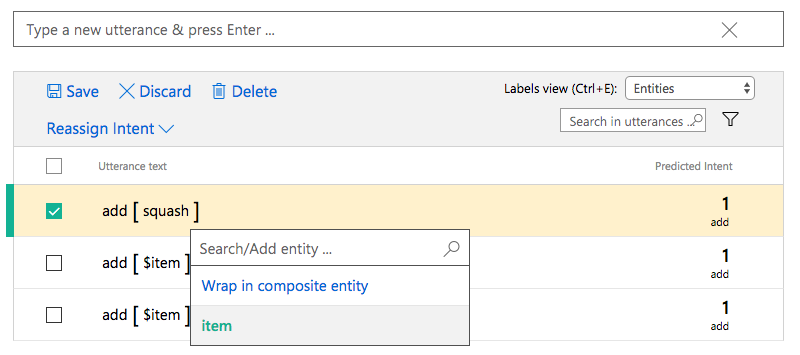 Type a new utterance & press Enter ...
Save Discard Delete Labels view (Ctrl+E): Entities
Reassign Intent Search in utterances ..
Utterance text Predicted Intent
add [ squash ] 1
add
Search/Add entity ...
add [ $item ] 1
add
Wrap in composite entity
add [ $item ] 1
add
item